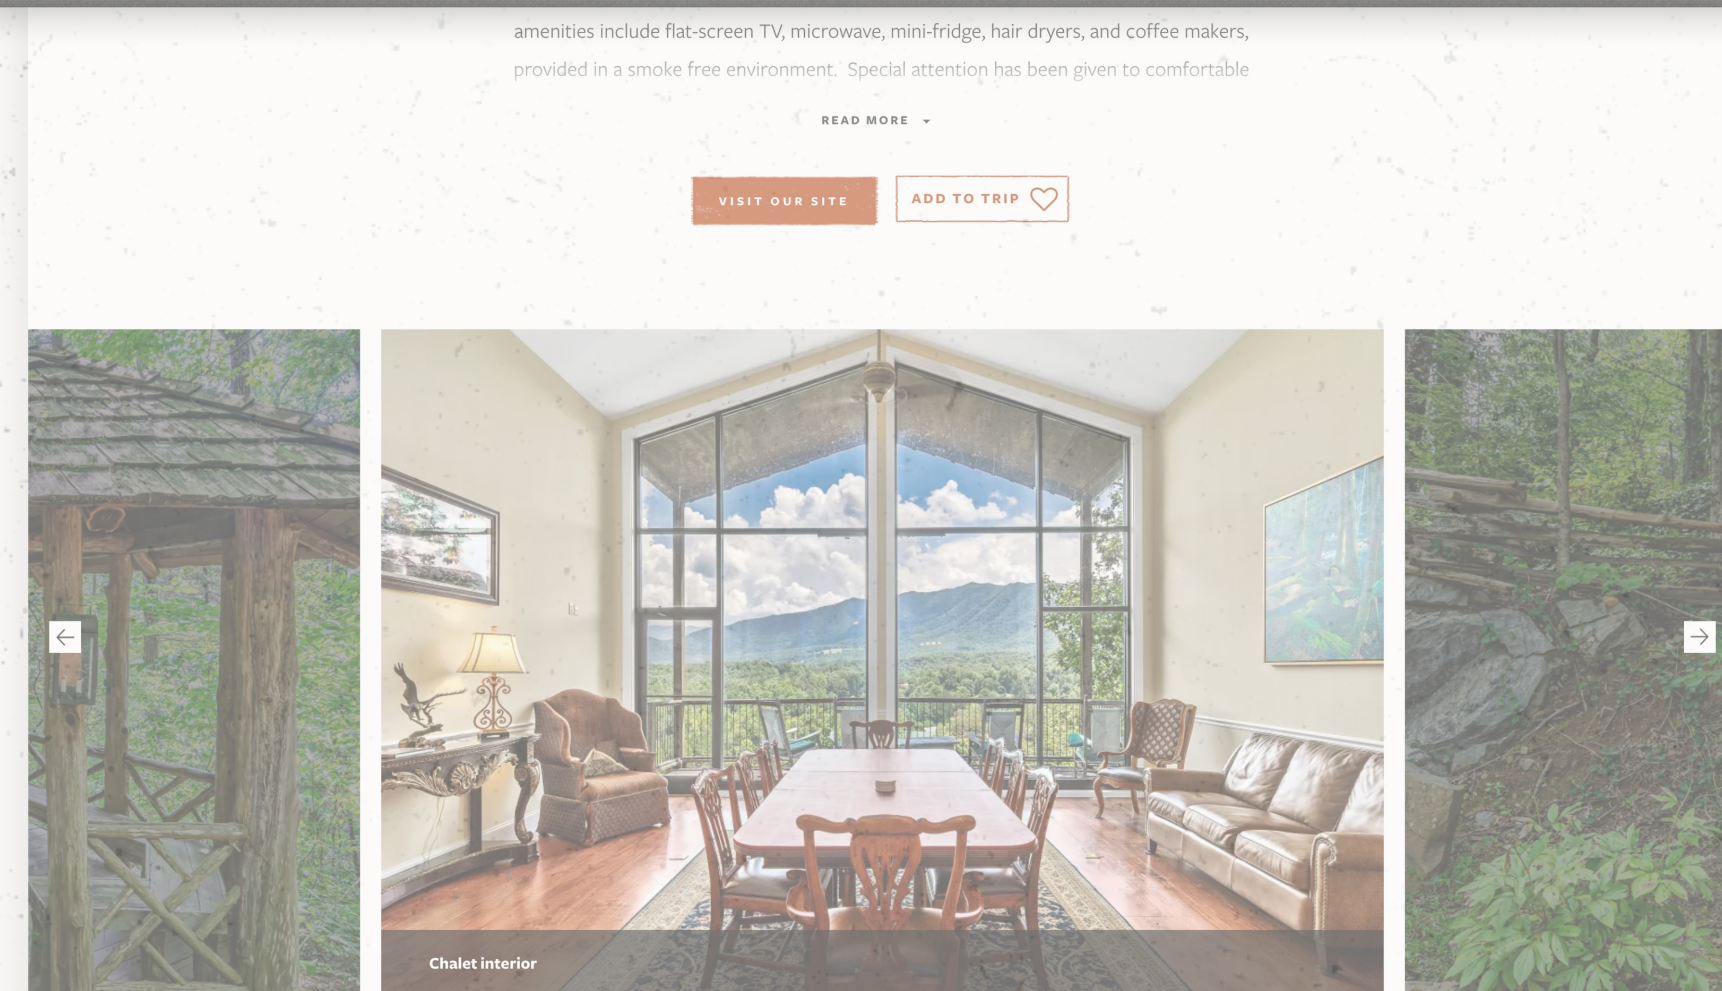 amenities include flat-screen TV, microwave, mini-fridge, hair dryers, and coffee makers,
provided in a smoke free environment.  Special attention has been given to comfortable
READ MORE
VISIT OUR SITE
ADD TO TRIP
Chalet interior